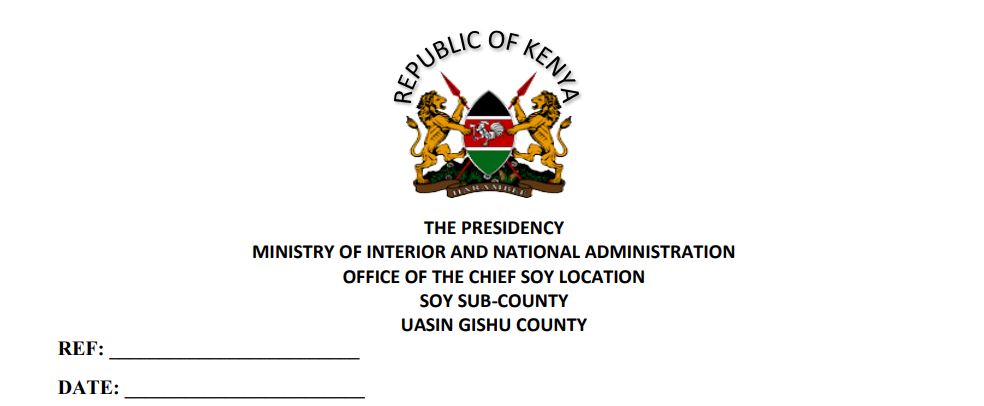 REPUBLIC OF KENYA
HARAMBEE
THE PRESIDENCY
MINISTRY OF INTERIOR AND NATIONAL ADMINISTRATION
OFFICE OF THE CHIEF SOY LOCATION
SOY SUB-COUNTY
UASIN GISHU COUNTY
REF: _________________________
DATE: ________________________